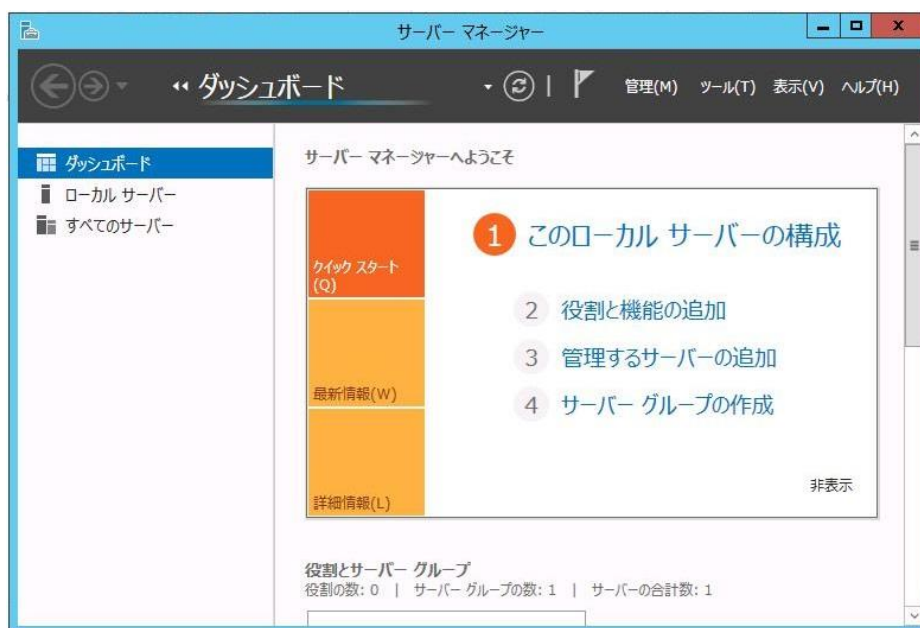 サーバー マネージャー
ダッシュボード
管理(M) ツール(T) 表示(V) ヘルプ(H)
ダッシュボード
ローカル サーバー
すべてのサーバー
サーバー マネージャーへようこそ
クイック スタート
(Q)
最新情報(W)
詳細情報(L)
1 このローカル サーバーの構成
2 役割と機能の追加
3 管理するサーバーの追加
4 サーバー グループの作成
非表示
役割とサーバー グループ
役割の数: 0 | サーバー グループの数: 1 | サーバーの合計数: 1